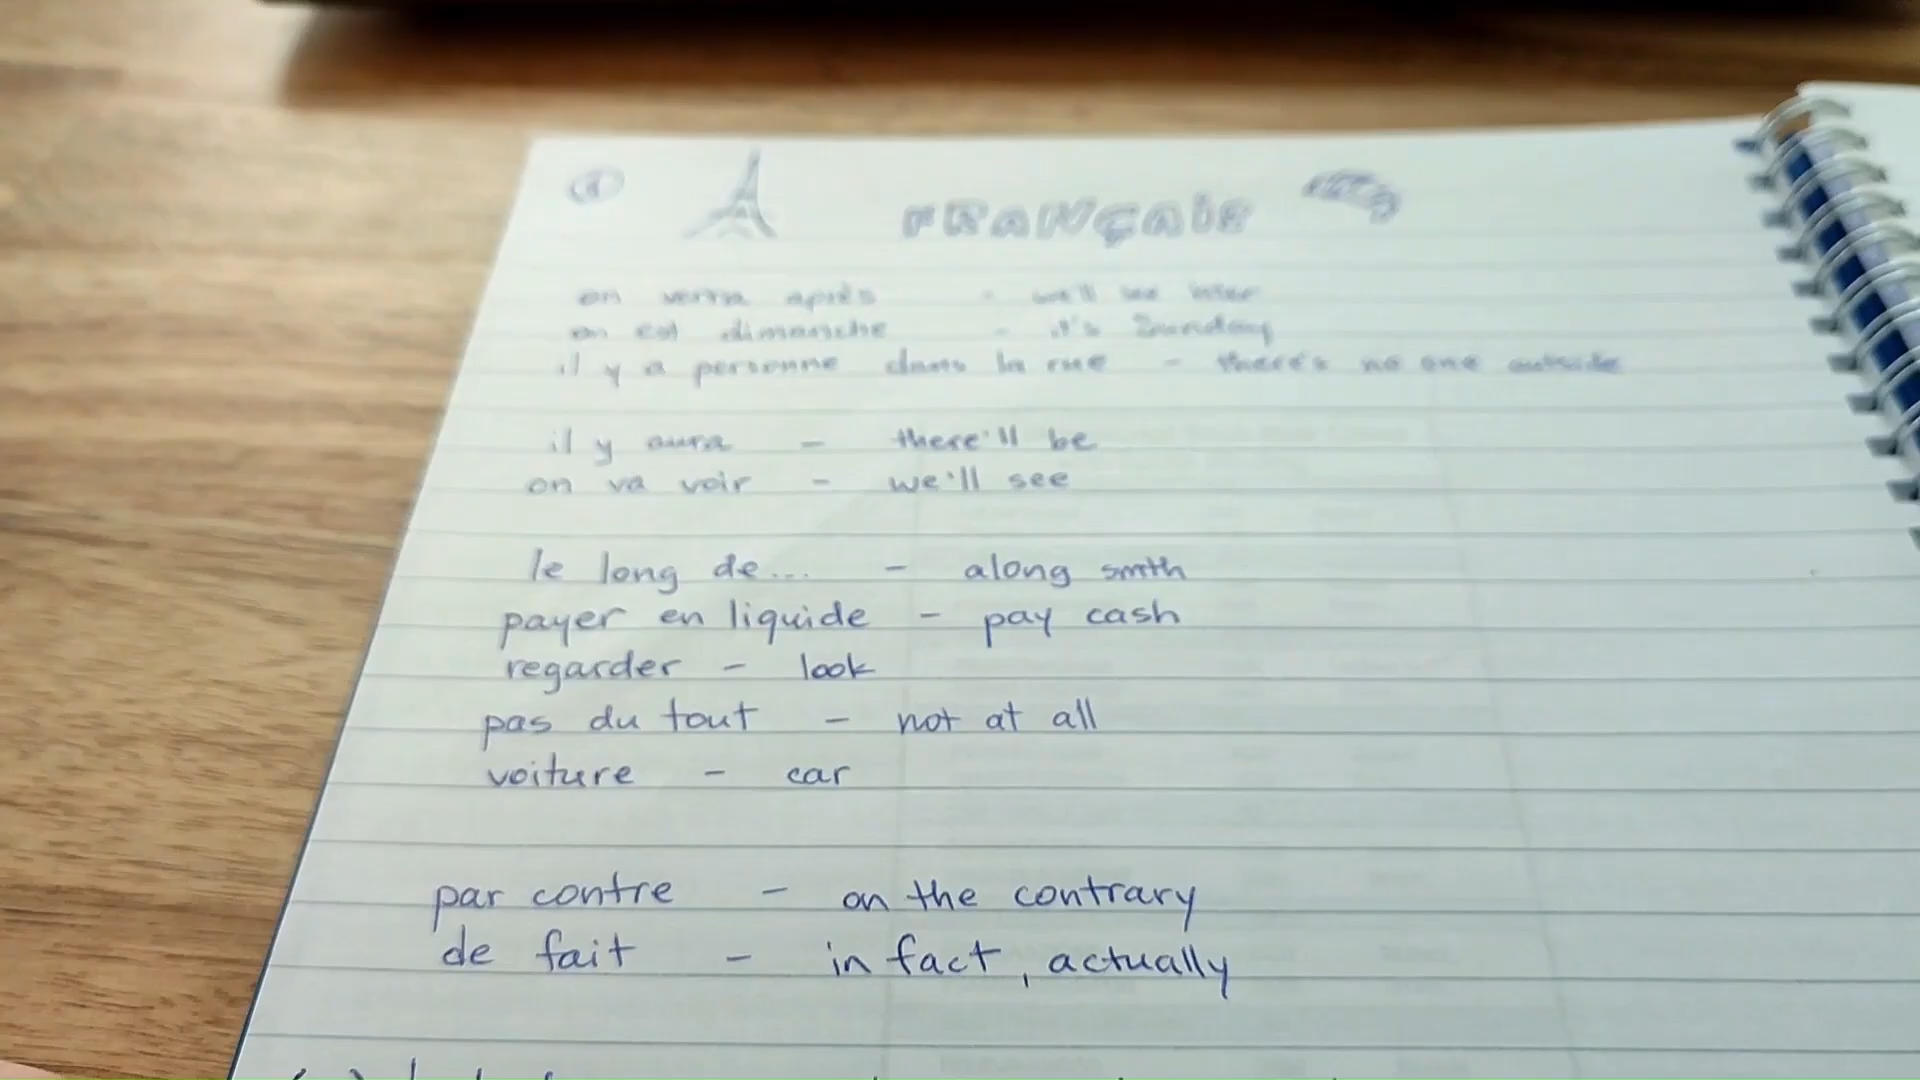 FRANÇAIS
on verra après - we'll see later
on est dimanche - it's Sunday
il y a personne dans la rue - there's no one outside
il y aura - there'll be
on va voir - we'll see
le long de... - along smth
payer en liquide - pay cash
regarder - look
pas du tout - not at all
voiture - car
par contre - on the contrary
de fait - in fact, actually